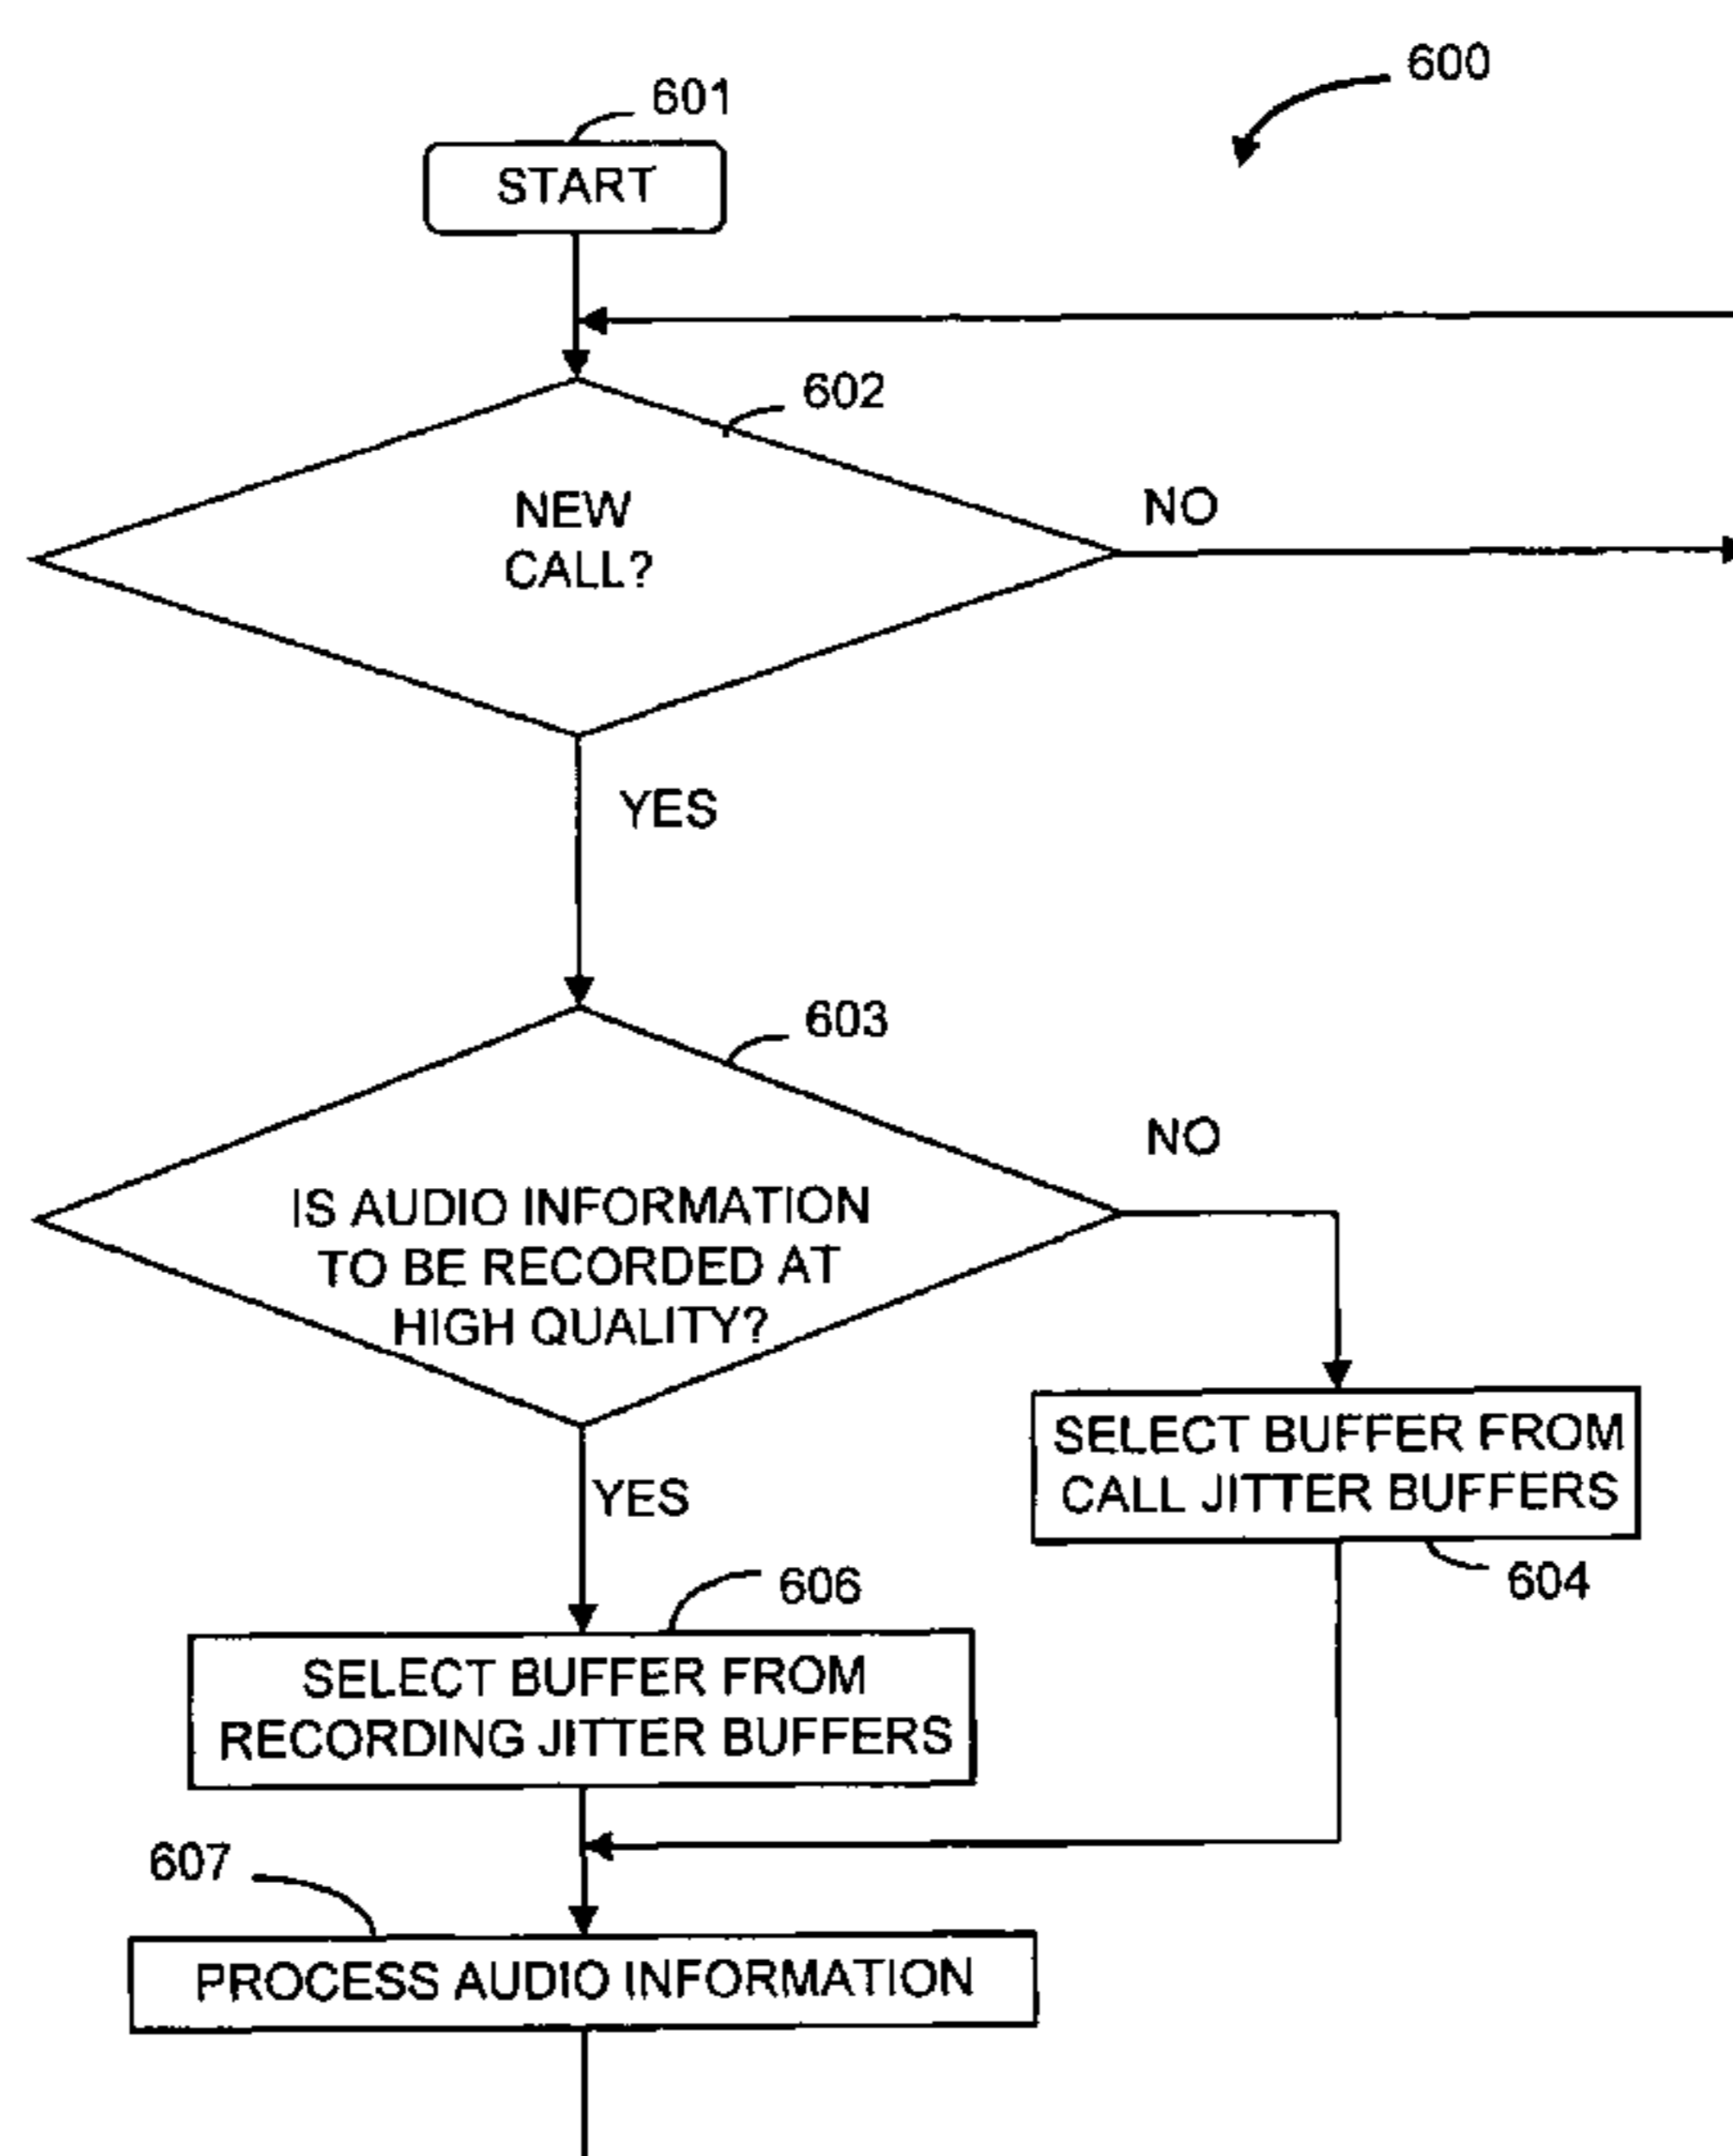 600
601
START
602
NEW
CALL?
NO
YES
603
NO
IS AUDIO INFORMATION
TO BE RECORDED AT
HIGH QUALITY?
SELECT BUFFER FROM
CALL JITTER BUFFERS
YES
604
606
SELECT BUFFER FROM
RECORDING JITTER BUFFERS
607
PROCESS AUDIO INFORMATION